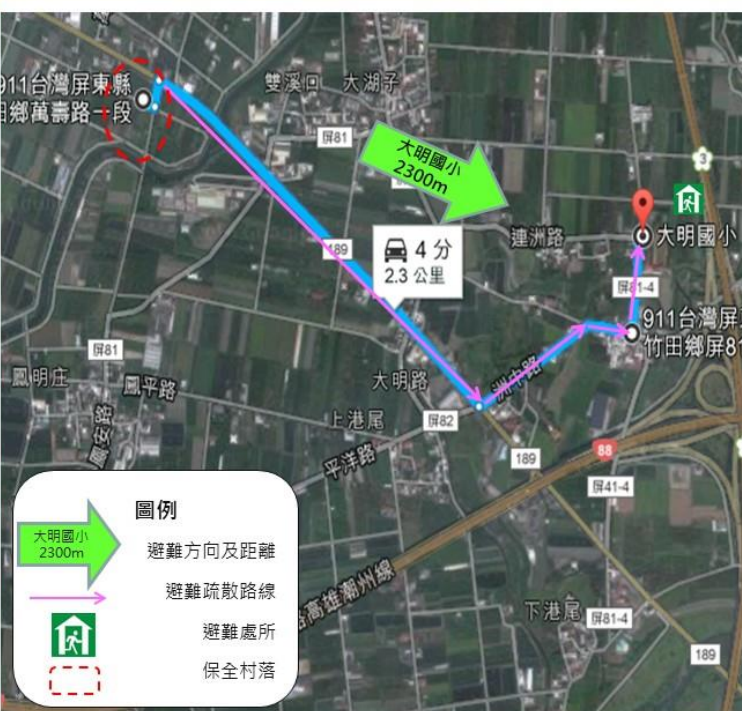 911台灣屏東縣
田鄉萬壽路一段
雙溪口
大湖子
屏81
大明國小
2300m
3
連洲路
大明國小
189
4 分
2.3 公里
屏81-4
911台灣屏
竹田鄉屏81
屏81
鳳明庄
鳳平路
鳳安路
大明路
洲中路
上港尾
屏82
平洋路
189
88
屏41-4
路高雄潮州線
下港尾
屏81-4
189
圖例
大明國小
2300m
避難方向及距離
避難疏散路線
避難處所
保全村落